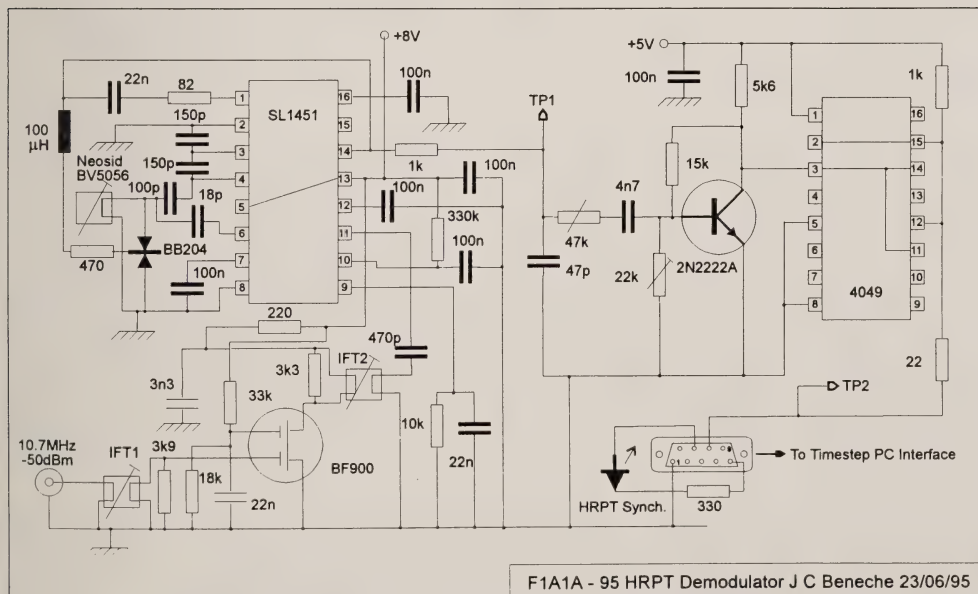 +8V
+5V
22n
82
1
2
3
4
5
6
7
8
SL1451
16
15
14
13
12
11
10
9
100n
100
µH
150p
150p
Neosid
BV5056
100p
18p
470
BB204
100n
1k
100n
100n
330k
100n
220
470p
TP1
47k
4n7
47p
15k
22k
2N2222A
5k6
100n
1
2
3
4
5
6
7
8
4049
16
15
14
13
12
11
10
9
1k
22
TP2
3n3
33k
3k3
IFT2
10k
22n
10.7MHz
-50dBm
IFT1
3k9
18k
22n
BF900
HRPT Synch.
330
To Timestep PC Interface
F1A1A - 95 HRPT Demodulator J C Beneche 23/06/95